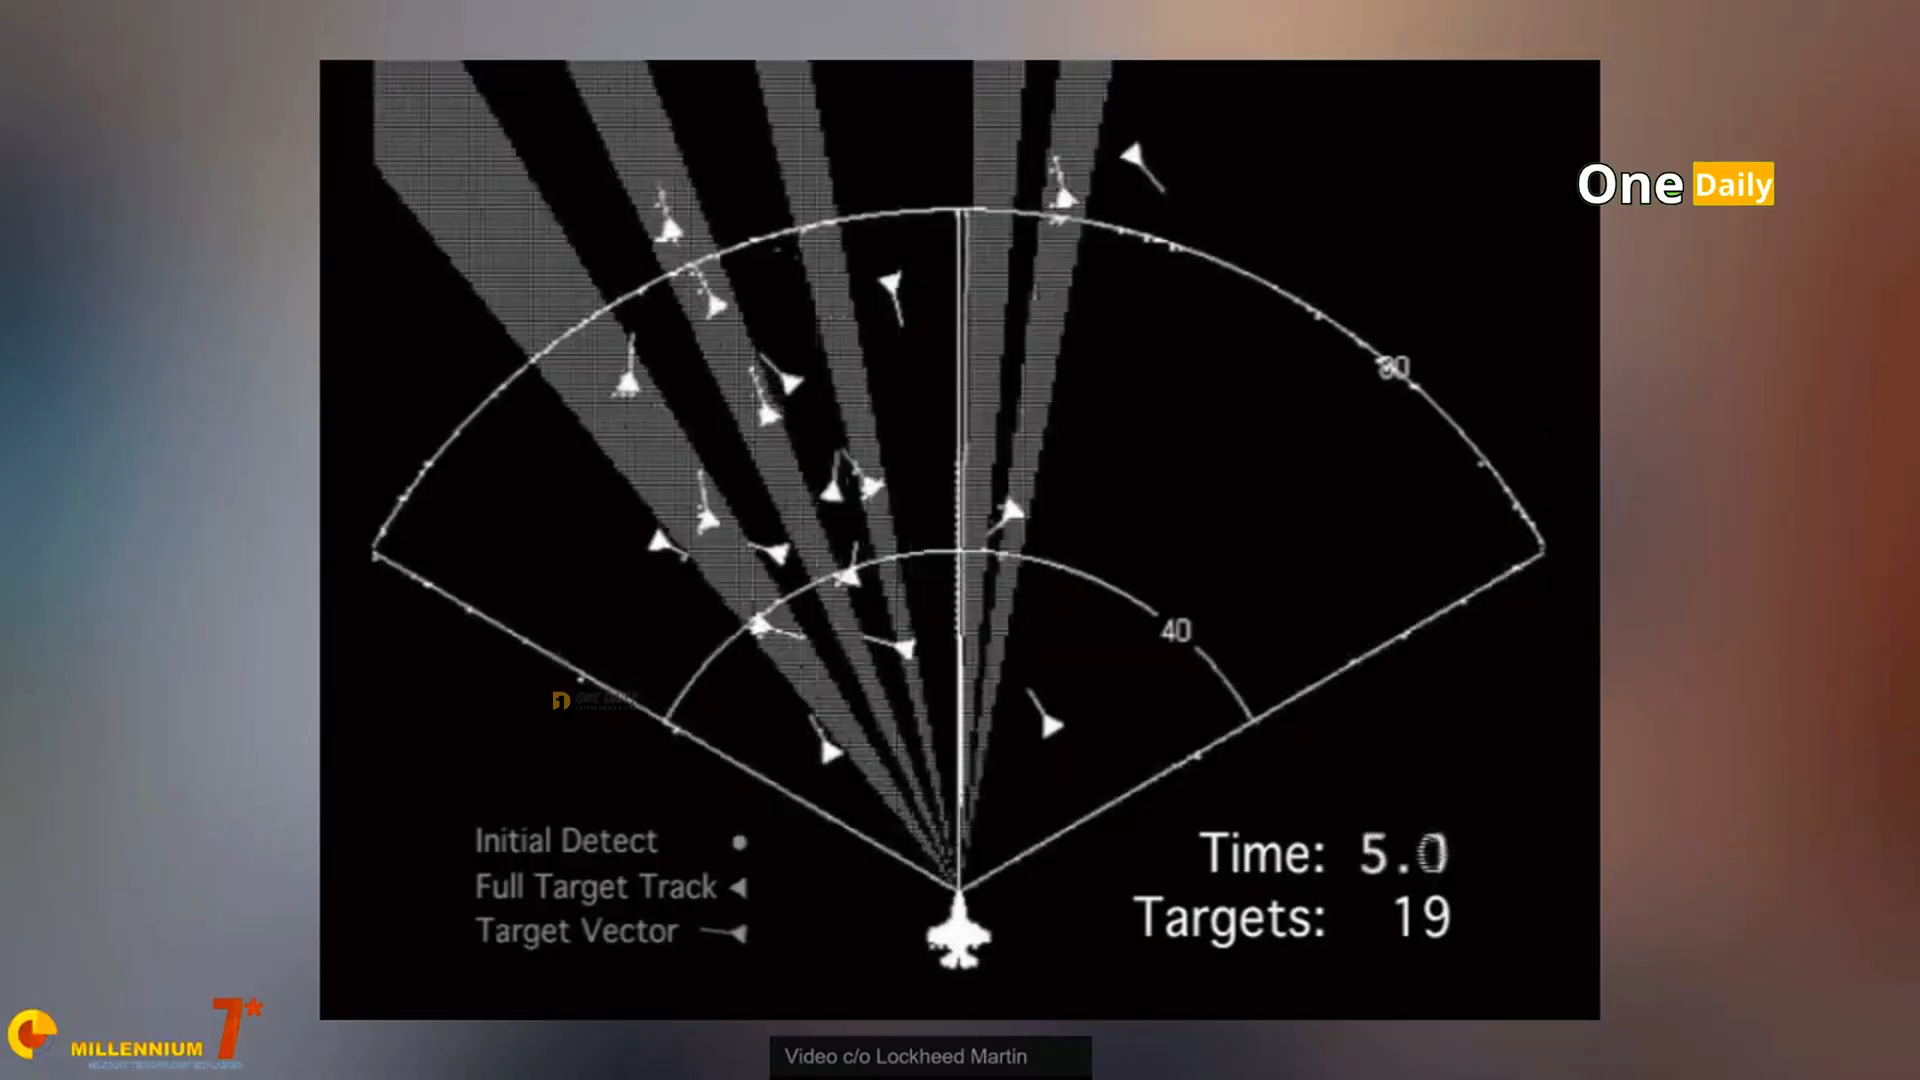 One Daily
80
40
Initial Detect
Full Target Track
Target Vector
Time: 5.0
Targets: 19
7*
MILLENNIUM
Video c/o Lockheed Martin